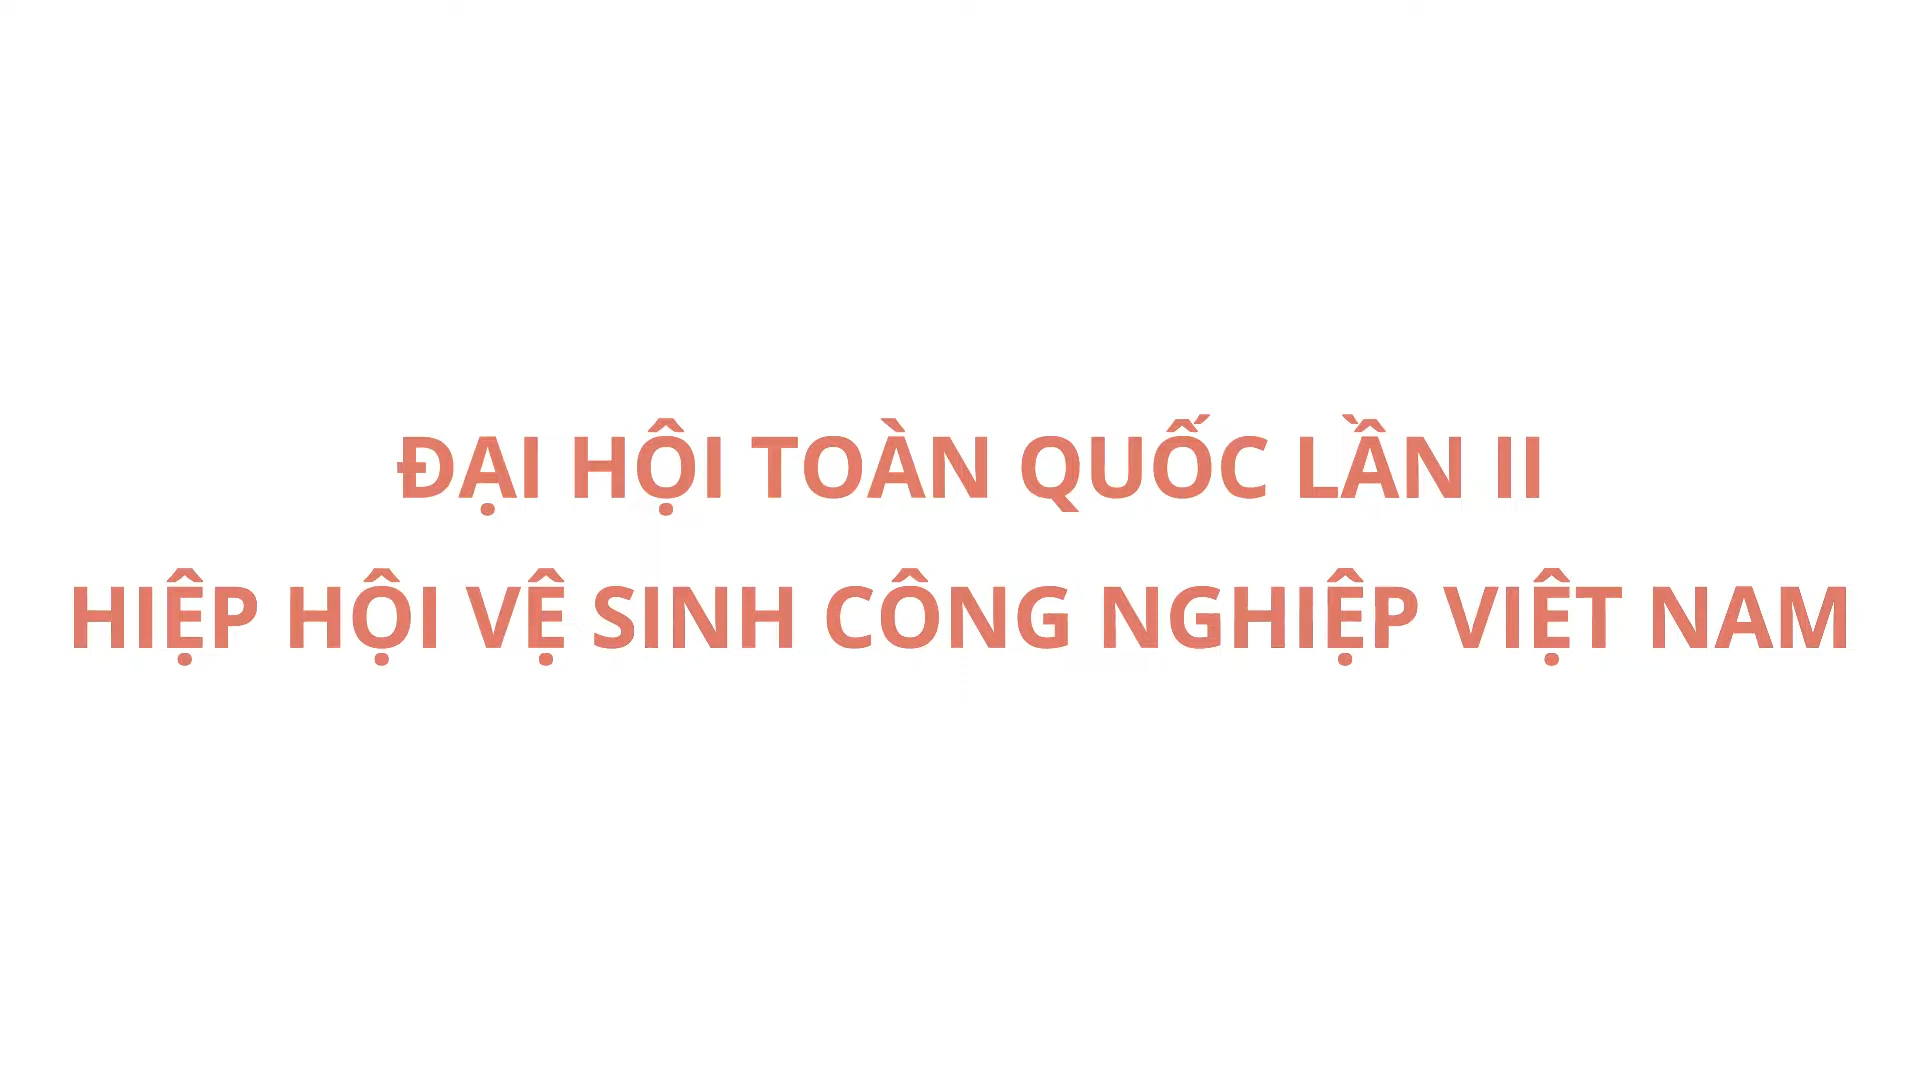 ĐẠI HỘI TOÀN QUỐC LẦN II
HIỆP HỘI VỆ SINH CÔNG NGHIỆP VIỆT NAM